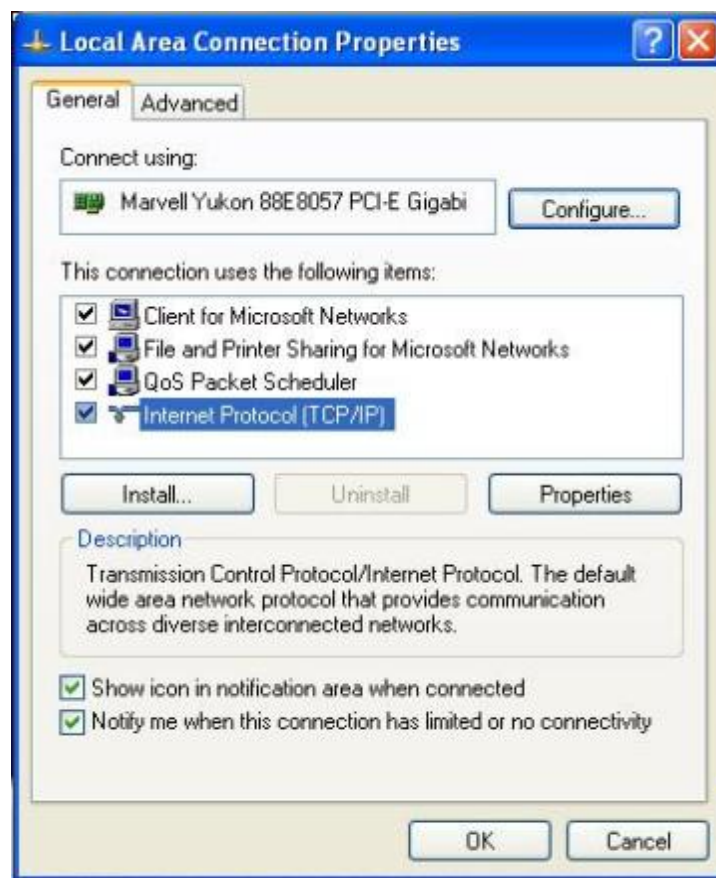 Local Area Connection Properties
General Advanced
Connect using:
Marvell Yukon 88E8057 PCI-E Gigabi
Configure...
This connection uses the following items:
Client for Microsoft Networks
File and Printer Sharing for Microsoft Networks
QoS Packet Scheduler
Internet Protocol (TCP/IP)
Install... Uninstall Properties
Description
Transmission Control Protocol/Internet Protocol. The default
wide area network protocol that provides communication
across diverse interconnected networks.
Show icon in notification area when connected
Notify me when this connection has limited or no connectivity
OK Cancel